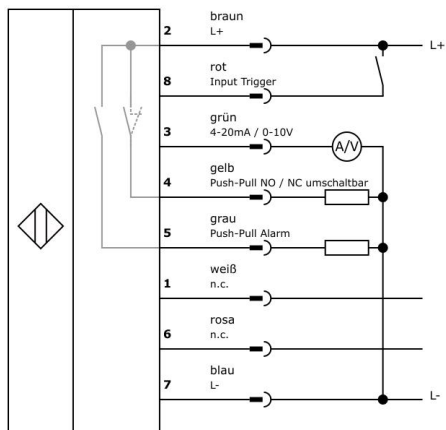 braun
2 L+ L+
rot
8 Input Trigger
grün
3 4-20mA / 0-10V A/V
gelb
4 Push-Pull NO / NC umschaltbar
grau
5 Push-Pull Alarm
weiß
1 n.c.
rosa
6 n.c.
blau
7 L- L-